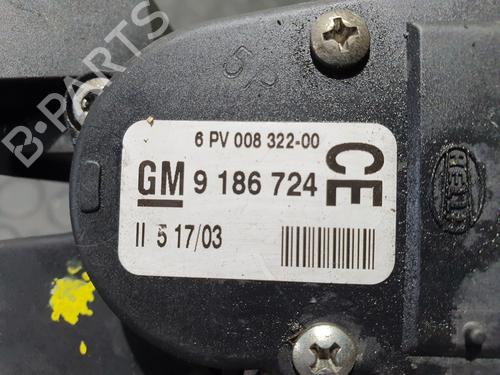 B-PARTS
5P
6 PV 008 322-00
GM 9 186 724 CE
II 5 17/03
HELLA